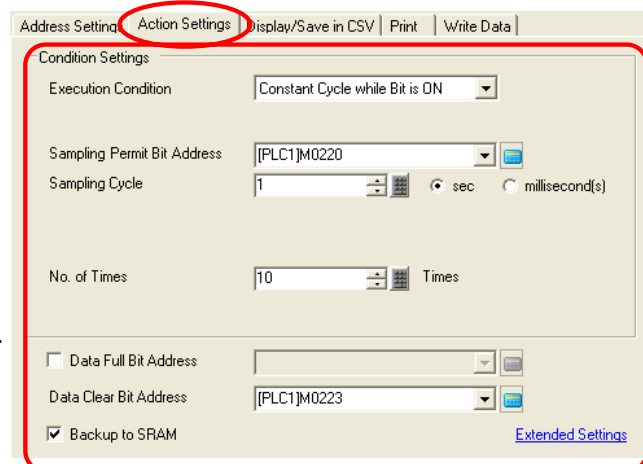 Address Settings Action Settings Display/Save in CSV Print Write Data
Condition Settings
Execution Condition Constant Cycle while Bit is ON
Sampling Permit Bit Address [PLC1]M0220
Sampling Cycle 1 sec millisecond(s)
No. of Times 10 Times
Data Full Bit Address
Data Clear Bit Address [PLC1]M0223
Backup to SRAM Extended Settings